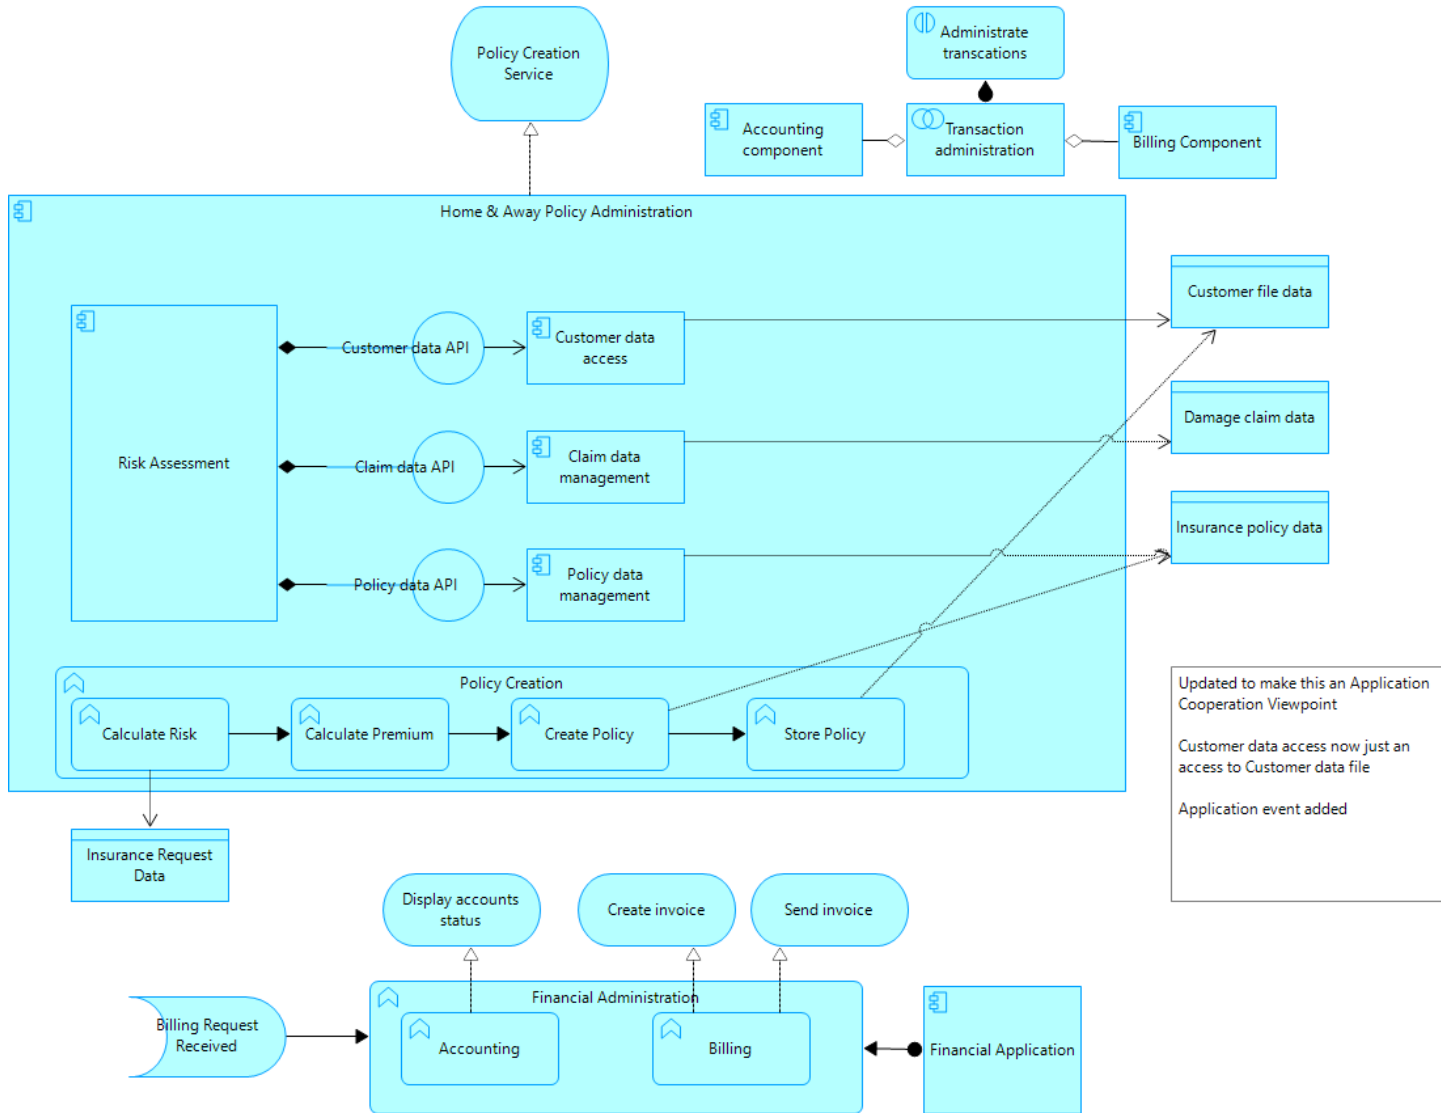 Policy Creation
Service
Administrate
transcations
Accounting
component
Transaction
administration
Billing Component
Home & Away Policy Administration
Customer file data
Risk Assessment
Customer data API
Customer data
access
Damage claim data
Claim data API
Claim data
management
Insurance policy data
Policy data API
Policy data
management
Policy Creation
Calculate Risk
Calculate Premium
Create Policy
Store Policy
Updated to make this an Application
Cooperation Viewpoint
Customer data access now just an
access to Customer data file
Application event added
Insurance Request
Data
Display accounts
status
Create invoice
Send invoice
Billing Request
Received
Financial Administration
Accounting
Billing
Financial Application